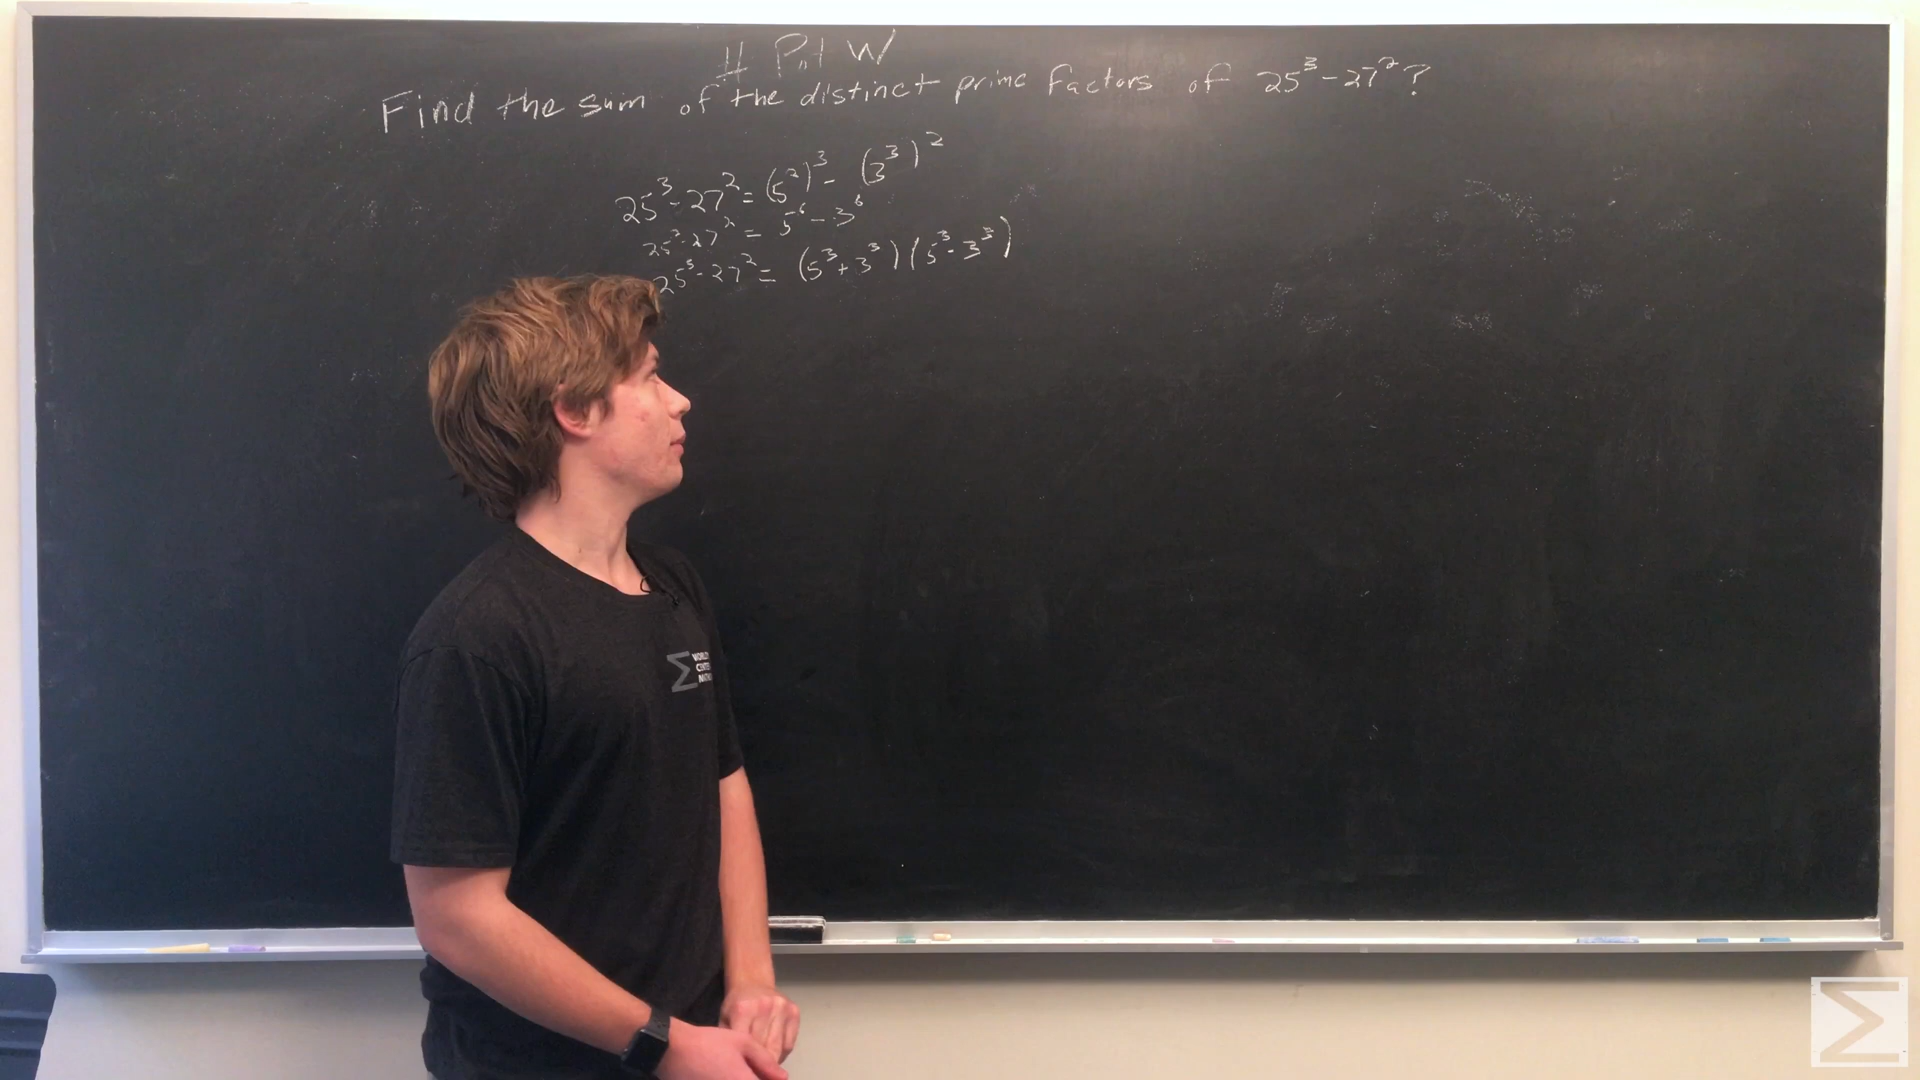 # PotW
Find the sum of the distinct prime factors of 25³ - 27²?
25³ - 27² = (5²)³ - (3³)²
25³ - 27² = 5⁶ - 3⁶
25³ - 27² = (5³ + 3³)(5³ - 3³)
Σ
Σ